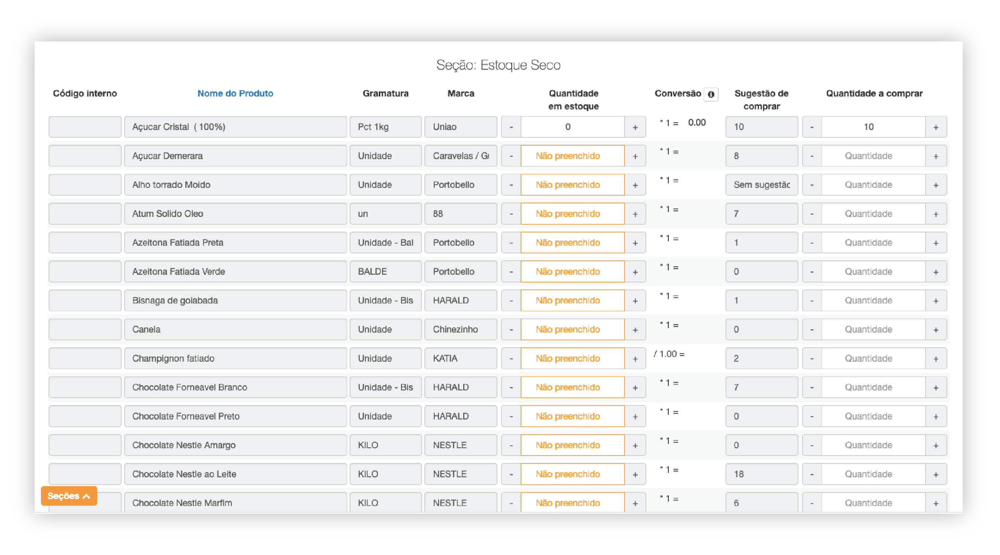 Seção: Estoque Seco
Código interno Nome do Produto Gramatura Marca Quantidade em estoque Conversão Sugestão de comprar Quantidade a comprar
Açucar Cristal ( 100%) Pct 1kg Uniao - 0 + * 1 = 0.00 10 - 10 +
Açucar Demerara Unidade Caravelas / - Não preenchido + * 1 = 8 - Quantidade +
Alho torrado Moido Unidade Portobello - Não preenchido + * 1 = Sem sugestão - Quantidade +
Atum Solido Oleo un 88 - Não preenchido + * 1 = 7 - Quantidade +
Azeitona Fatiada Preta Unidade - Bal Portobello - Não preenchido + * 1 = 1 - Quantidade +
Azeitona Fatiada Verde BALDE Portobello - Não preenchido + * 1 = 0 - Quantidade +
Bisnaga de goiabada Unidade - Bis HARALD - Não preenchido + * 1 = 1 - Quantidade +
Canela Unidade Chinezinho - Não preenchido + * 1 = 0 - Quantidade +
Champignon fatiado Unidade KATIA - Não preenchido + / 1.00 = 2 - Quantidade +
Chocolate Forneavel Branco Unidade - Bis HARALD - Não preenchido + * 1 = 7 - Quantidade +
Chocolate Forneavel Preto Unidade HARALD - Não preenchido + * 1 = 0 - Quantidade +
Chocolate Nestle Amargo KILO NESTLE - Não preenchido + * 1 = 0 - Quantidade +
Chocolate Nestle ao Leite KILO NESTLE - Não preenchido + * 1 = 18 - Quantidade +
Seções
Chocolate Nestle Marfim KILO NESTLE - Não preenchido + * 1 = 6 - Quantidade +